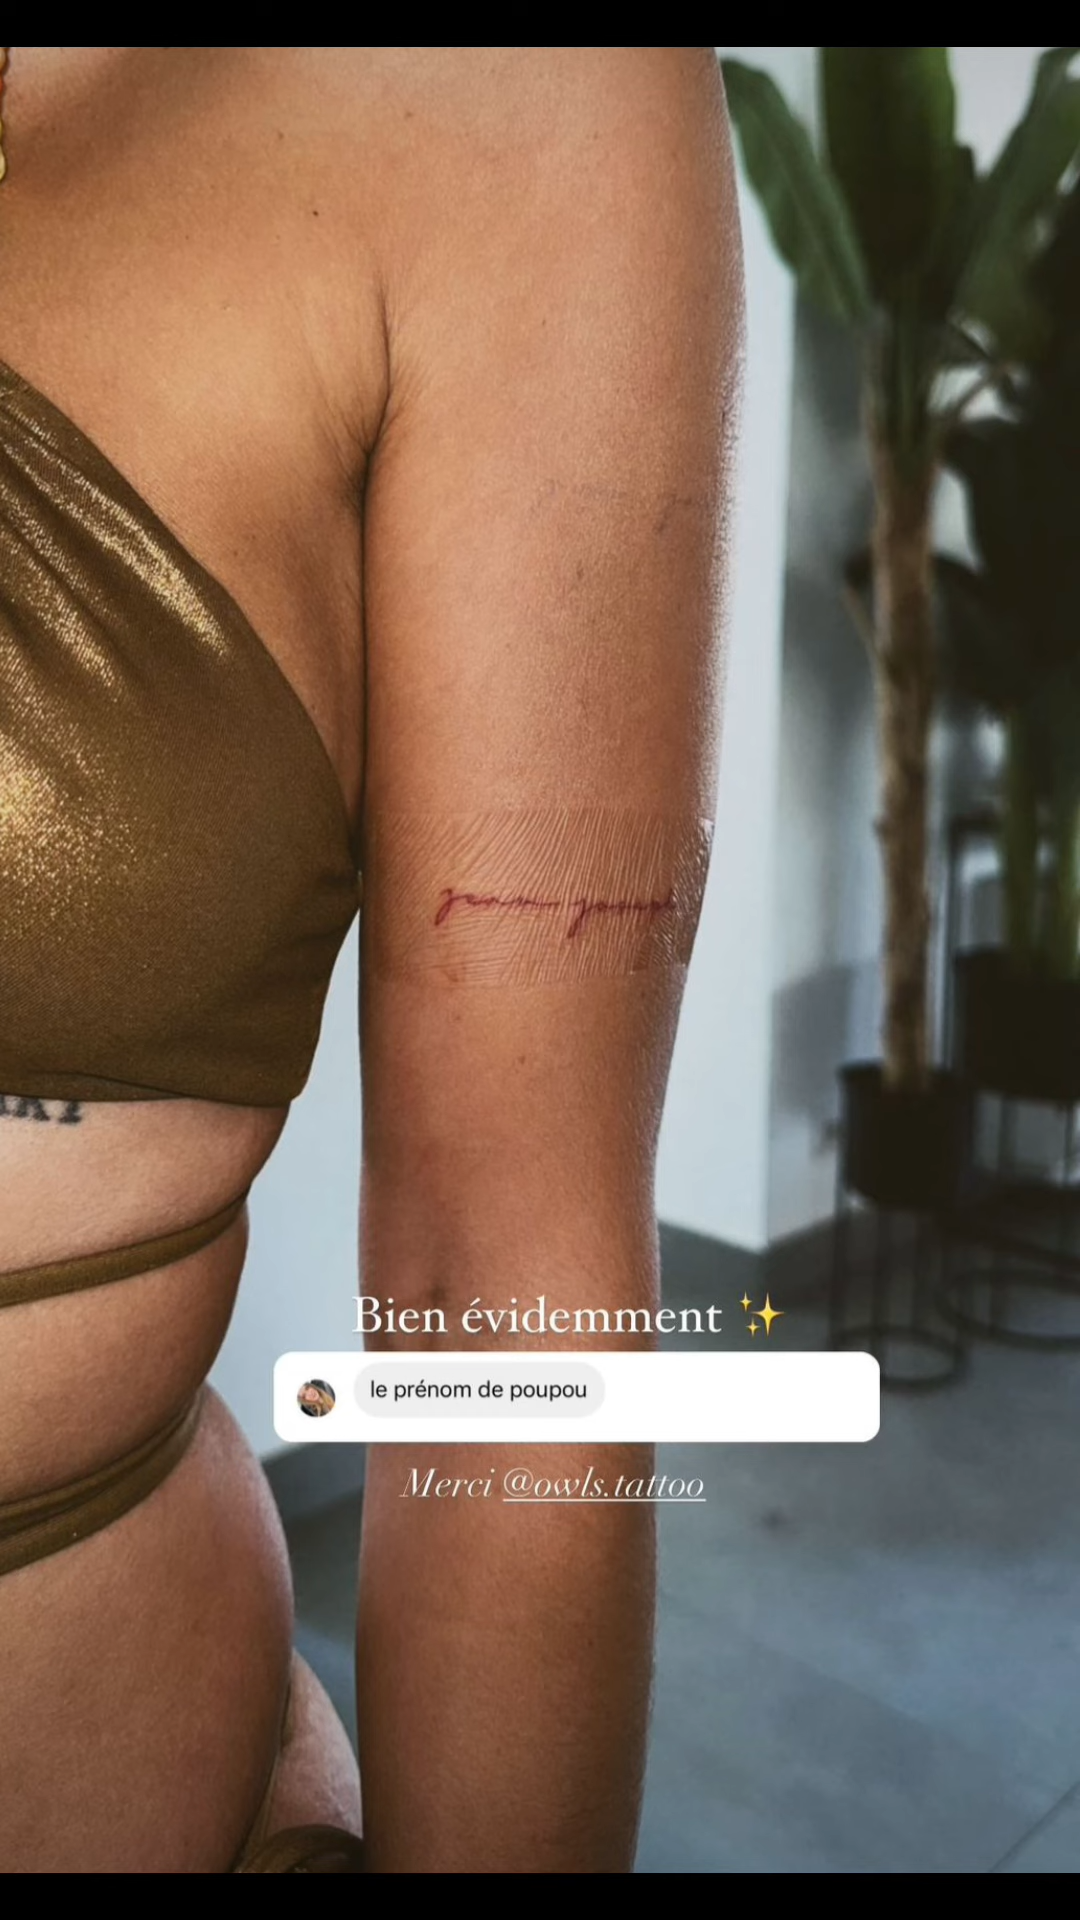 Bien évidemment ✨
le prénom de poupou
Merci @owls.tattoo